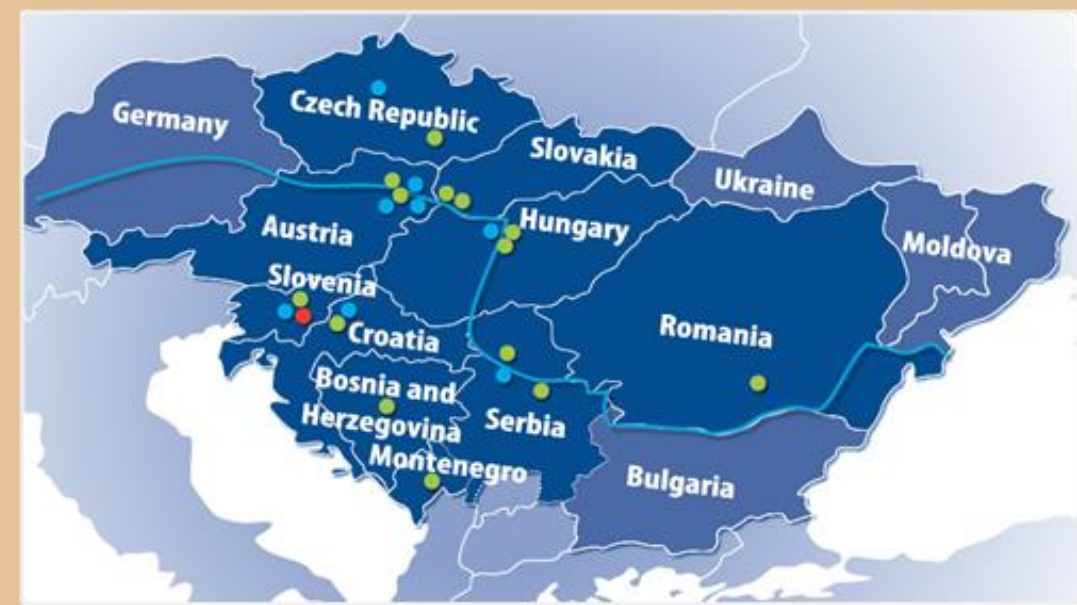 Germany
Czech Republic
Slovakia
Ukraine
Moldova
Austria
Hungary
Slovenia
Croatia
Romania
Bosnia and
Herzegovina
Serbia
Montenegro
Bulgaria